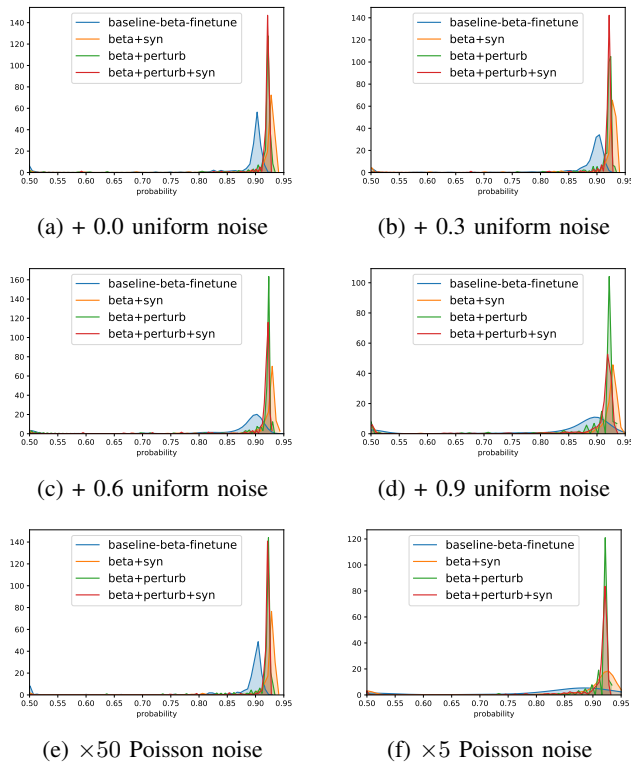 140
120
100
80
60
40
20
0
baseline-beta-finetune
beta+syn
beta+perturb
beta+perturb+syn
0.50 0.55 0.60 0.65 0.70 0.75 0.80 0.85 0.90 0.95
probability
(a) + 0.0 uniform noise
140
120
100
80
60
40
20
0
baseline-beta-finetune
beta+syn
beta+perturb
beta+perturb+syn
0.50 0.55 0.60 0.65 0.70 0.75 0.80 0.85 0.90 0.95
probability
(b) + 0.3 uniform noise
160
140
120
100
80
60
40
20
0
baseline-beta-finetune
beta+syn
beta+perturb
beta+perturb+syn
0.50 0.55 0.60 0.65 0.70 0.75 0.80 0.85 0.90 0.95
probability
(c) + 0.6 uniform noise
100
80
60
40
20
0
baseline-beta-finetune
beta+syn
beta+perturb
beta+perturb+syn
0.50 0.55 0.60 0.65 0.70 0.75 0.80 0.85 0.90 0.95
probability
(d) + 0.9 uniform noise
140
120
100
80
60
40
20
0
baseline-beta-finetune
beta+syn
beta+perturb
beta+perturb+syn
0.50 0.55 0.60 0.65 0.70 0.75 0.80 0.85 0.90 0.95
probability
(e) ×50 Poisson noise
120
100
80
60
40
20
0
baseline-beta-finetune
beta+syn
beta+perturb
beta+perturb+syn
0.50 0.55 0.60 0.65 0.70 0.75 0.80 0.85 0.90 0.95
probability
(f) ×5 Poisson noise